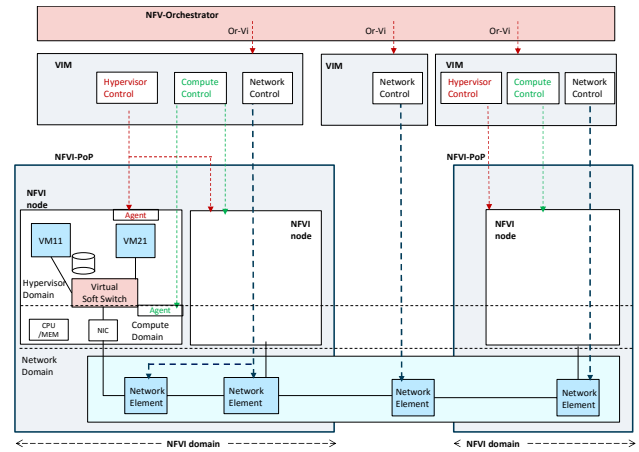 NFV-Orchestrator
Or-Vi
Or-Vi
Or-Vi
VIM
Hypervisor
Control
Compute
Control
Network
Control
VIM
Network
Control
VIM
Hypervisor
Control
Compute
Control
Network
Control
NFVI-PoP
NFVI-PoP
NFVI
node
Agent
VM11
VM21
Virtual
Soft Switch
Hypervisor
Domain
Agent
CPU
/MEM
NIC
Compute
Domain
NFVI
node
NFVI
node
Network
Domain
Network
Element
Network
Element
Network
Element
Network
Element
NFVI domain
NFVI domain